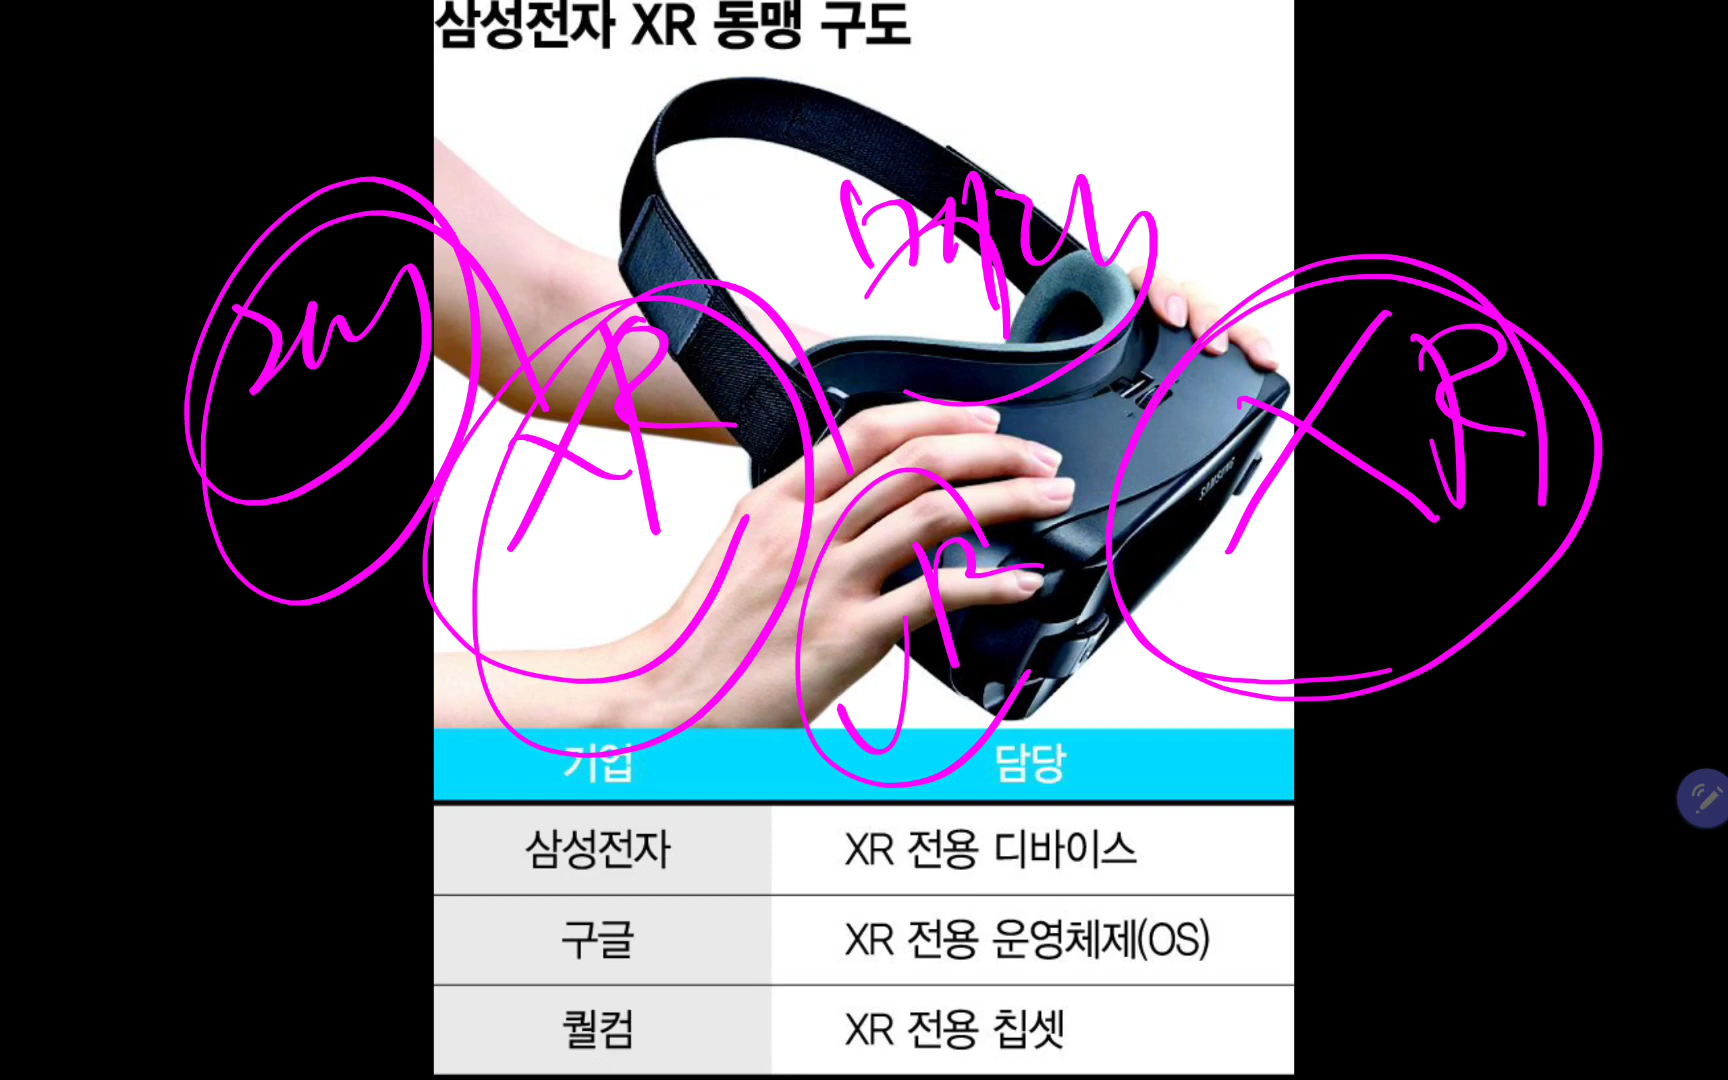 삼성전자 XR 동맹 구도
XR
XR
SAMSUNG
기업 담당
삼성전자 XR 전용 디바이스
구글 XR 전용 운영체제(OS)
퀄컴 XR 전용 칩셋